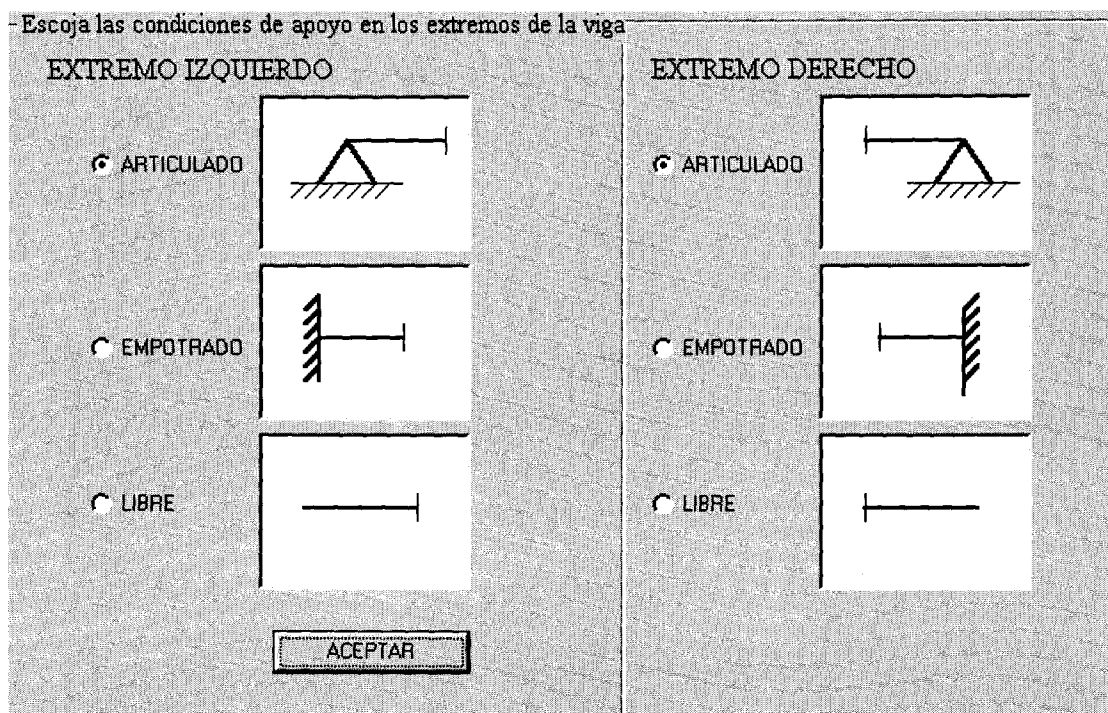 Escoja las condiciones de apoyo en los extremos de la viga
EXTREMO IZQUIERDO
ARTICULADO
EMPOTRADO
LIBRE
ACEPTAR
EXTREMO DERECHO
ARTICULADO
EMPOTRADO
LIBRE